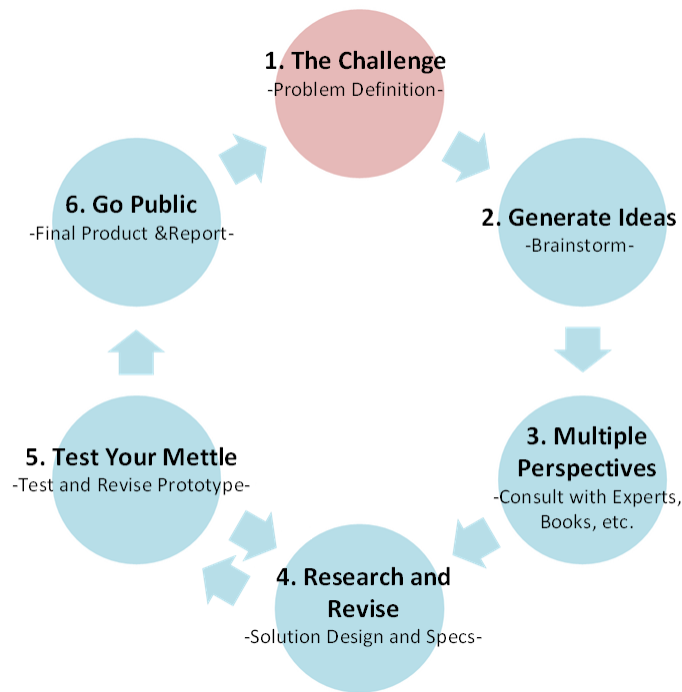 1. The Challenge
-Problem Definition-
2. Generate Ideas
-Brainstorm-
3. Multiple
Perspectives
-Consult with Experts,
Books, etc.
4. Research and
Revise
-Solution Design and Specs-
5. Test Your Mettle
-Test and Revise Prototype-
6. Go Public
-Final Product &Report-